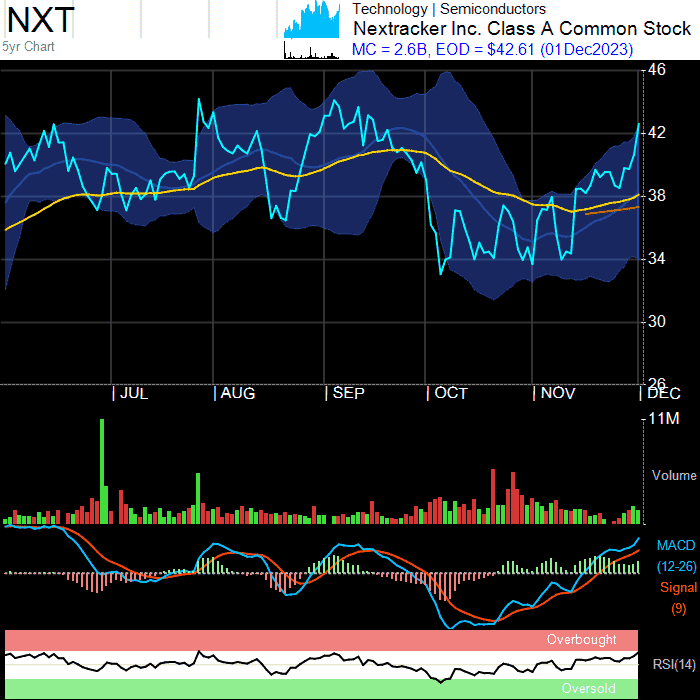 NXT
5yr Chart
Technology | Semiconductors
Nextracker Inc. Class A Common Stock
MC = 2.6B, EOD = $42.61 (01Dec2023)
46
42
38
34
30
26
| JUL | AUG | SEP | OCT | NOV | DEC
11M
Volume
MACD
(12-26)
Signal
(9)
Overbought
RSI(14)
Oversold